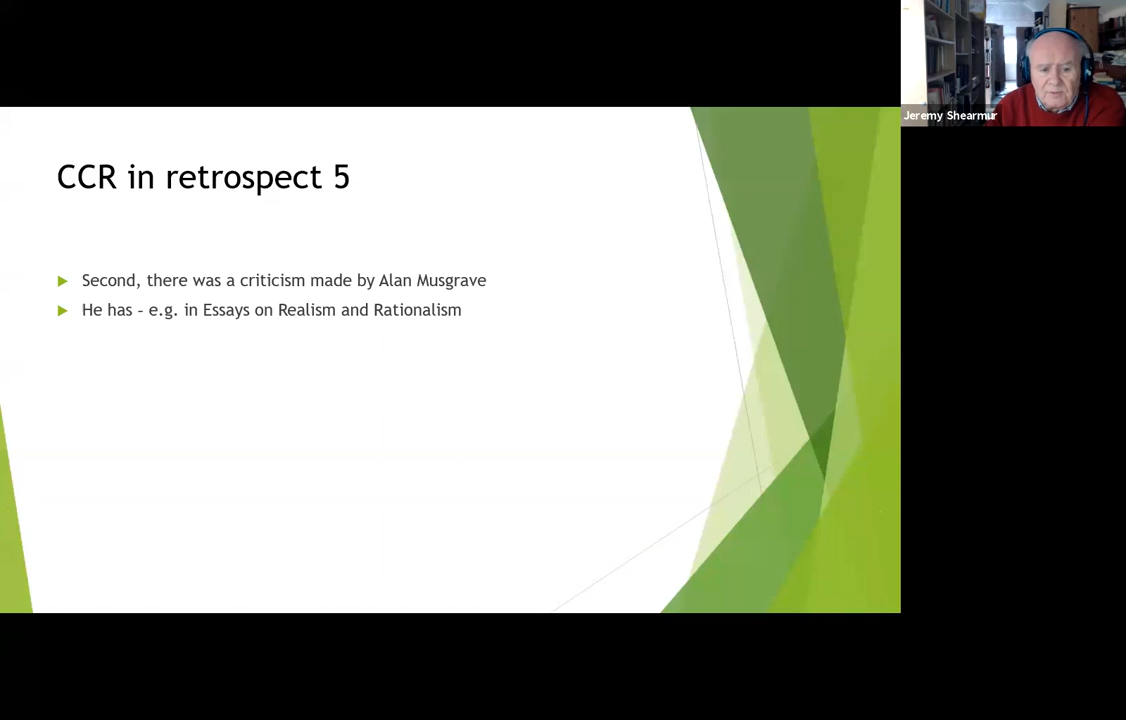 Jeremy Shearmur
CCR in retrospect 5
Second, there was a criticism made by Alan Musgrave
He has – e.g. in Essays on Realism and Rationalism